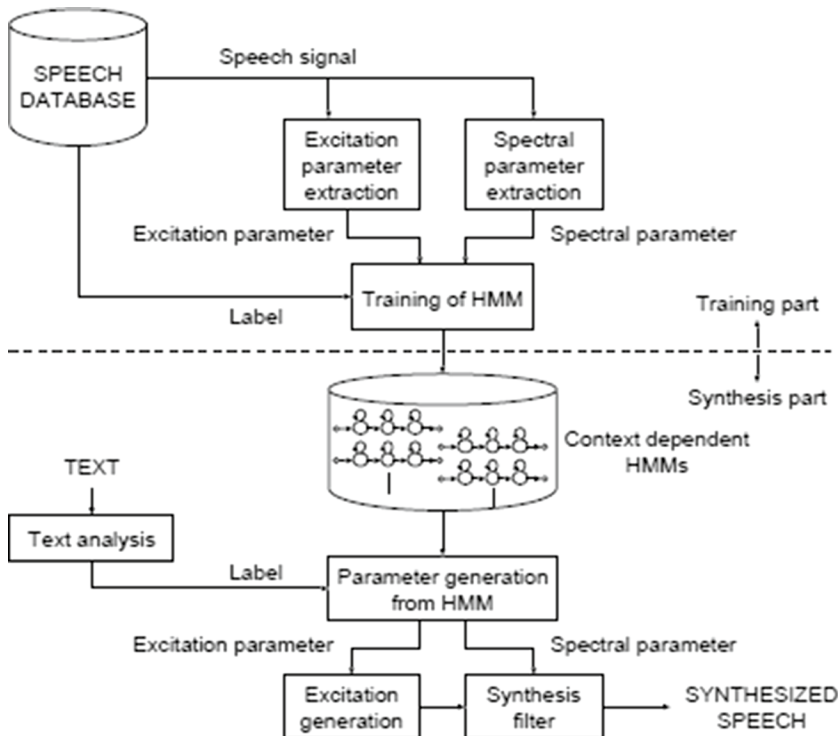 Speech signal
SPEECH
DATABASE
Excitation
parameter
extraction
Spectral
parameter
extraction
Excitation parameter
Spectral parameter
Training of HMM
Label
Training part
Synthesis part
Context dependent
HMMs
TEXT
Text analysis
Label
Parameter generation
from HMM
Excitation parameter
Spectral parameter
Excitation
generation
Synthesis
filter
SYNTHESIZED
SPEECH